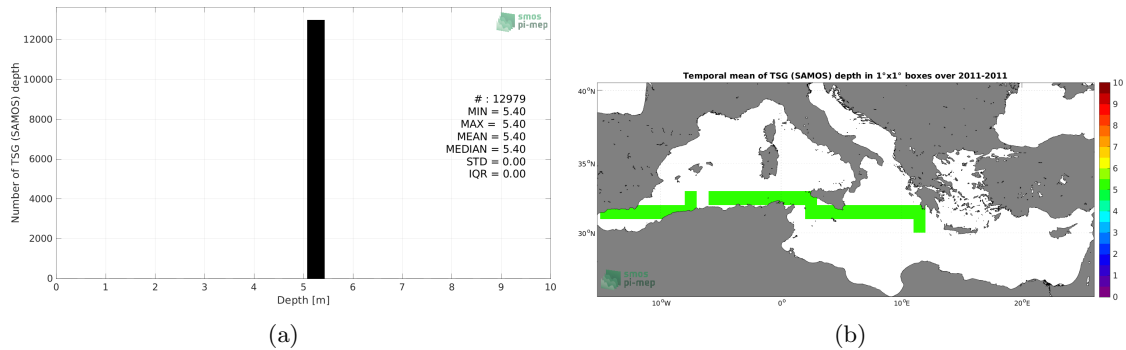 smos
pi-mep
Number of TSG (SAMOS) depth
12000
10000
8000
6000
4000
2000
0
# : 12979
MIN = 5.40
MAX = 5.40
MEAN = 5.40
MEDIAN = 5.40
STD = 0.00
IQR = 0.00
0 1 2 3 4 5 6 7 8 9 10
Depth [m]
(a)
Temporal mean of TSG (SAMOS) depth in 1°x1° boxes over 2011-2011
40°N
35°N
30°N
10°W 0° 10°E 20°E
smos
pi-mep
10
9
8
7
6
5
4
3
2
1
0
(b)